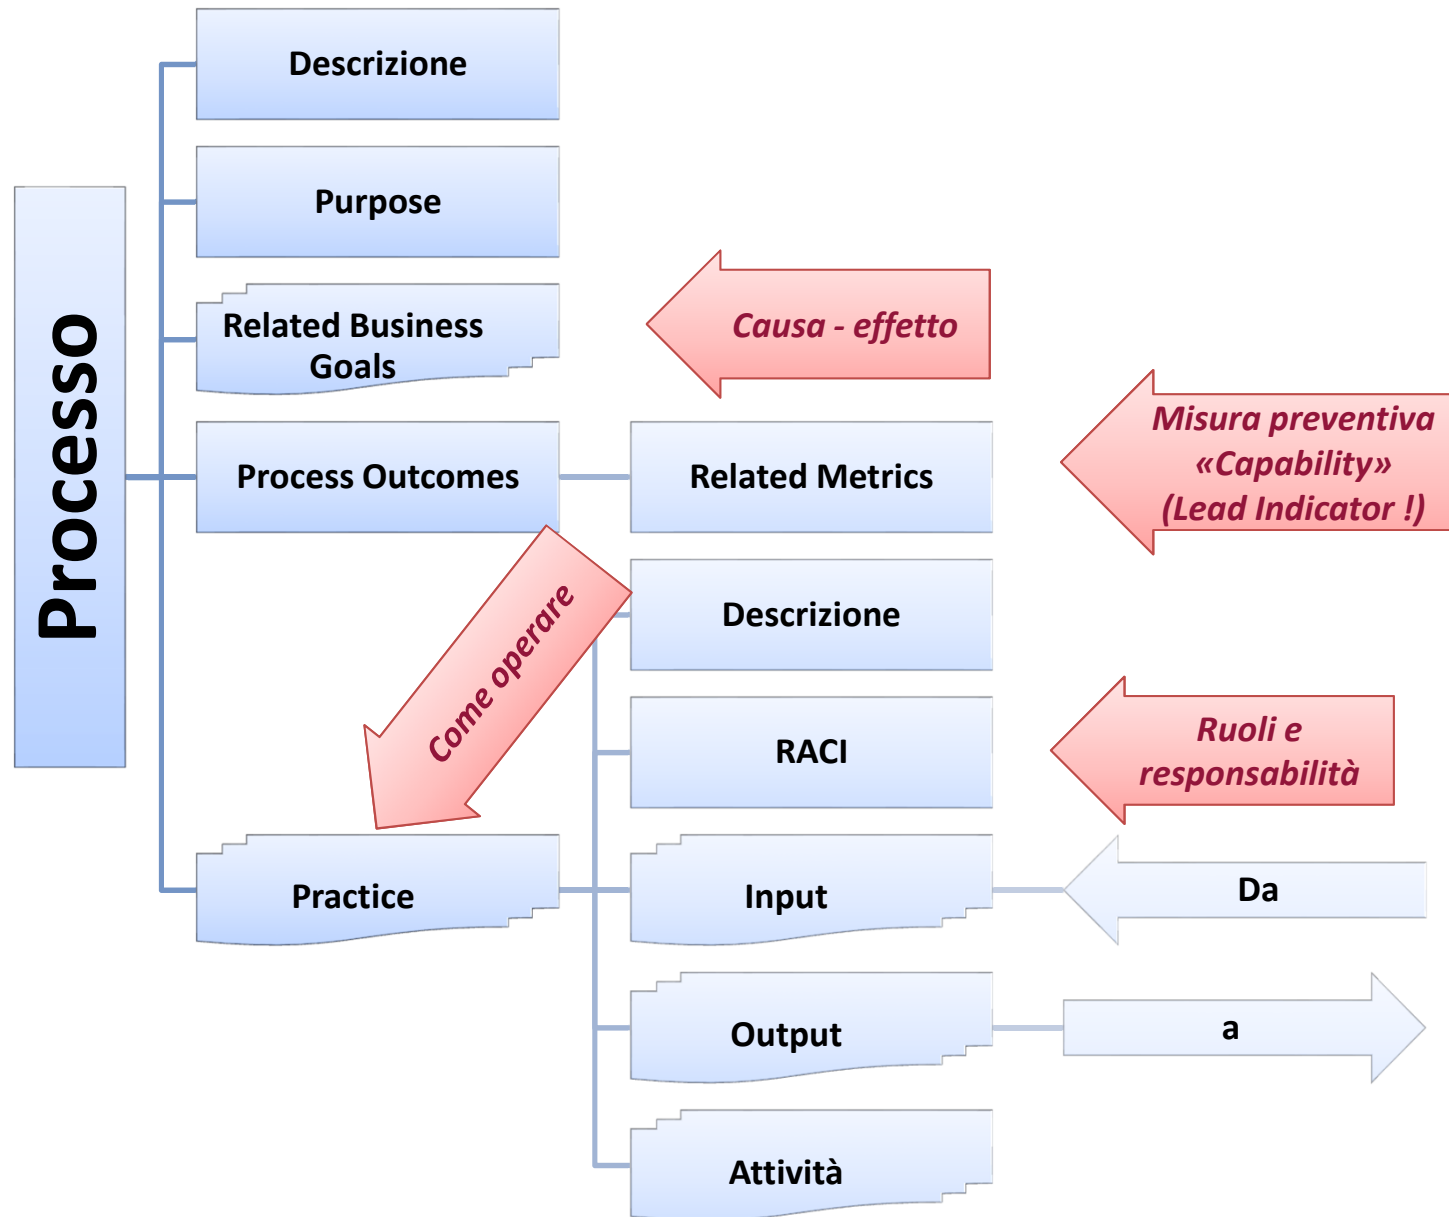 Processo
Descrizione
Purpose
Related Business
Goals
Causa - effetto
Process Outcomes
Related Metrics
Misura preventiva
«Capability»
(Lead Indicator !)
Come operare
Descrizione
RACI
Ruoli e
responsabilità
Practice
Input
Da
Output
a
Attività